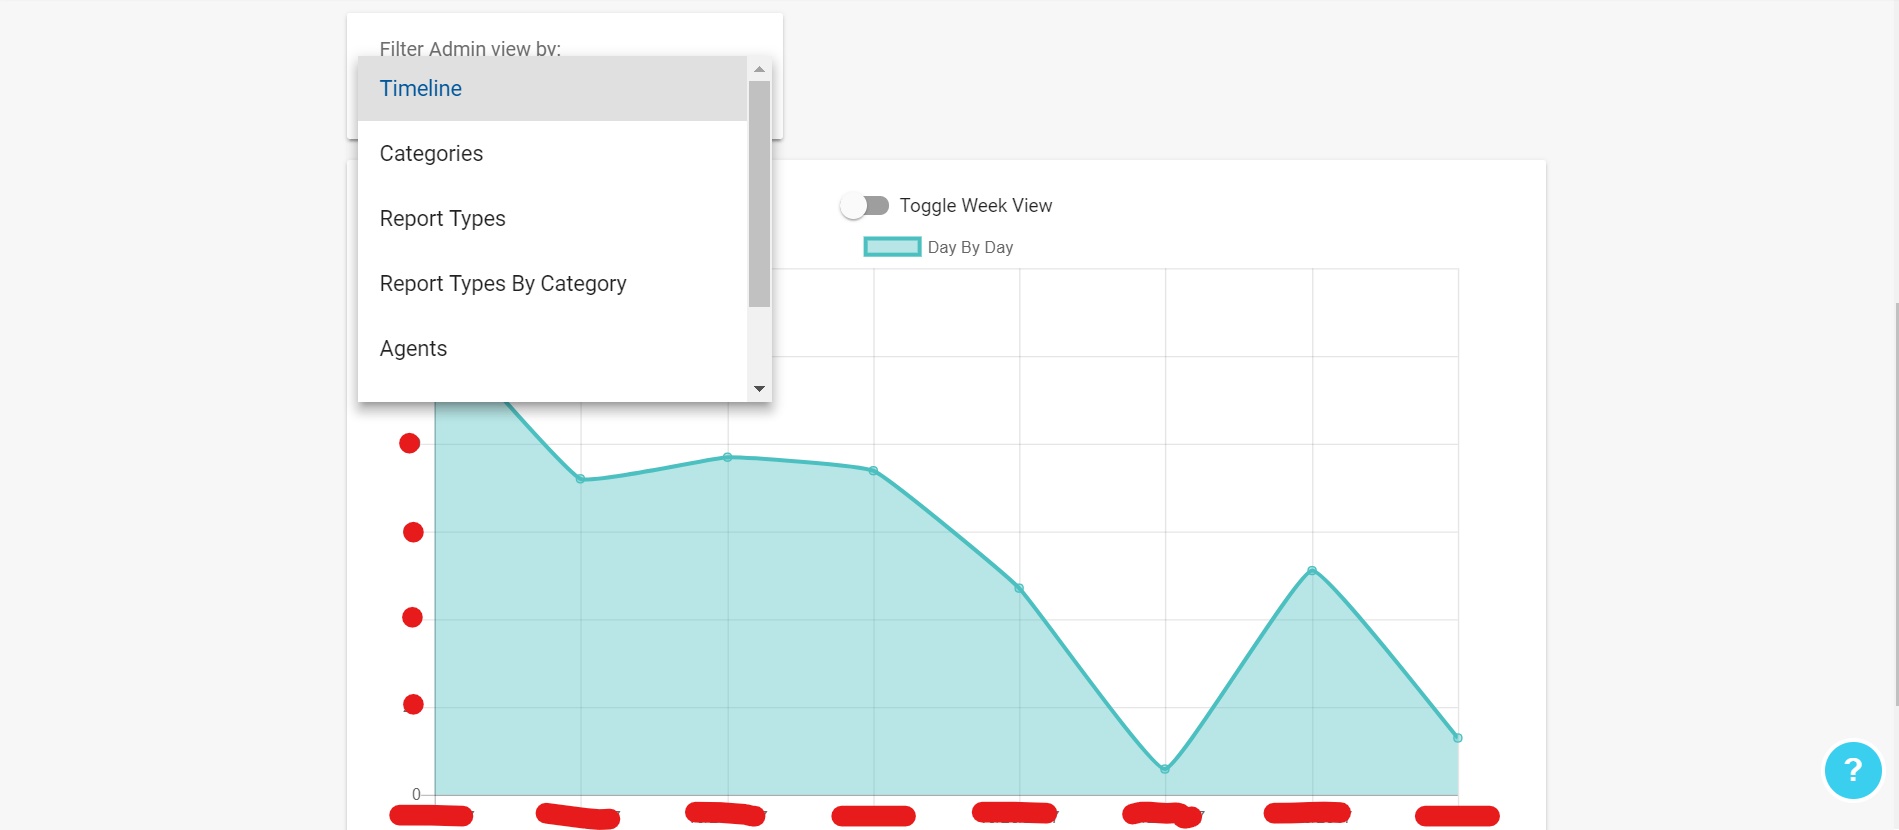 Filter Admin view by:
Timeline
Categories
Report Types
Report Types By Category
Agents
Toggle Week View
Day By Day
0
?